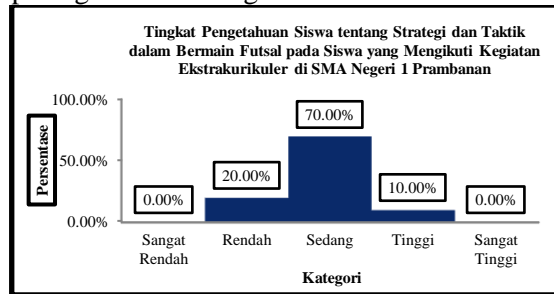 Tingkat Pengetahuan Siswa tentang Strategi dan Taktik
dalam Bermain Futsal pada Siswa yang Mengikuti Kegiatan
Ekstrakurikuler di SMA Negeri 1 Prambanan
100.00%
50.00%
0.00%
Persentase
0.00%
20.00%
70.00%
10.00%
0.00%
Sangat Rendah
Rendah
Sedang
Tinggi
Sangat Tinggi
Kategori